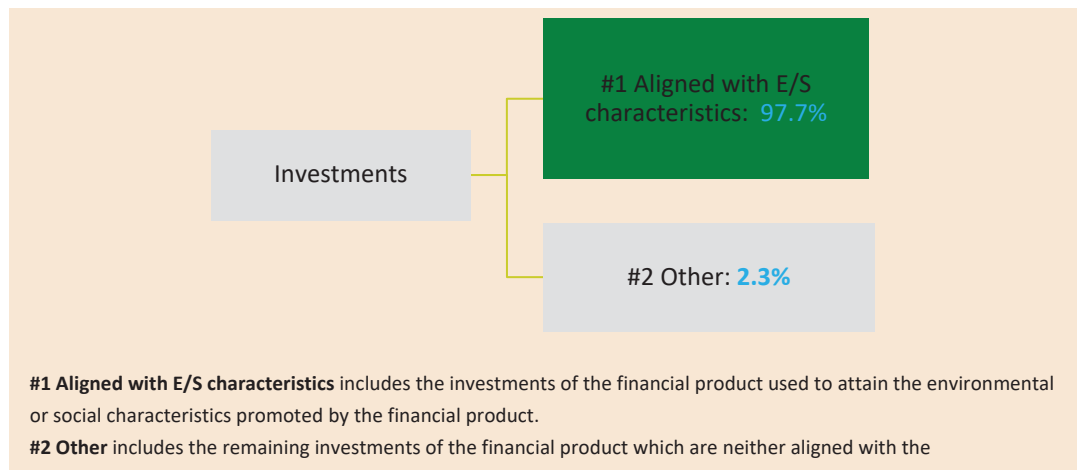 #1 Aligned with E/S
characteristics: 97.7%
Investments
#2 Other: 2.3%
#1 Aligned with E/S characteristics includes the investments of the financial product used to attain the environmental
or social characteristics promoted by the financial product.
#2 Other includes the remaining investments of the financial product which are neither aligned with the